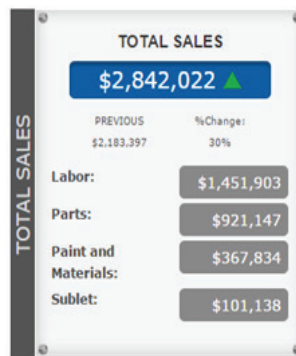 TOTAL SALES
TOTAL SALES
$2,842,022
PREVIOUS %Change:
$2,183,397 30%
Labor: $1,451,903
Parts: $921,147
Paint and
Materials: $367,834
Sublet: $101,138